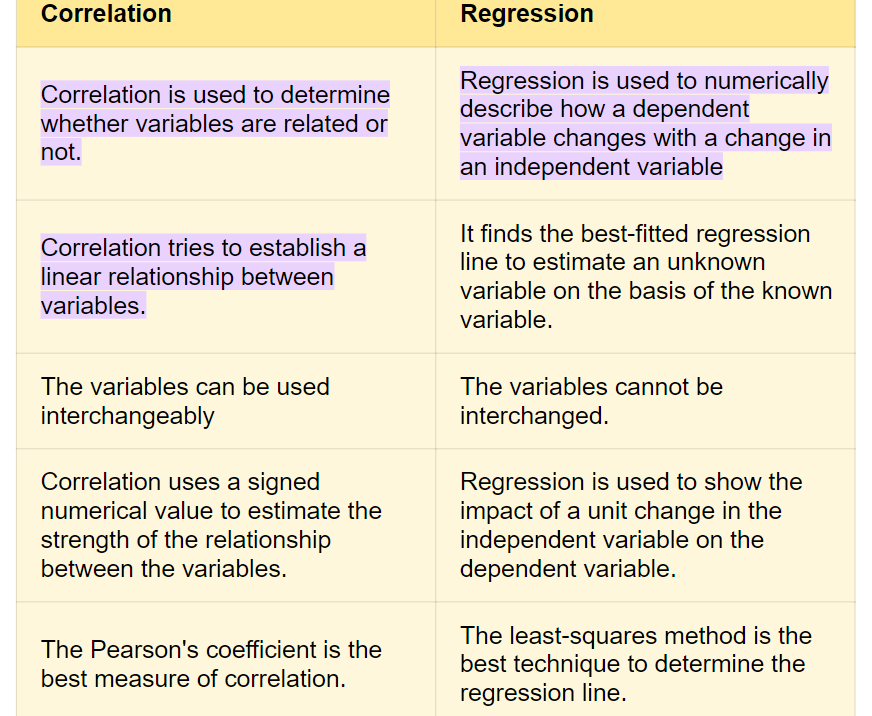 Correlation
Regression
Correlation is used to determine
whether variables are related or
not.
Regression is used to numerically
describe how a dependent
variable changes with a change in
an independent variable
Correlation tries to establish a
linear relationship between
variables.
It finds the best-fitted regression
line to estimate an unknown
variable on the basis of the known
variable.
The variables can be used
interchangeably
The variables cannot be
interchanged.
Correlation uses a signed
numerical value to estimate the
strength of the relationship
between the variables.
Regression is used to show the
impact of a unit change in the
independent variable on the
dependent variable.
The Pearson's coefficient is the
best measure of correlation.
The least-squares method is the
best technique to determine the
regression line.